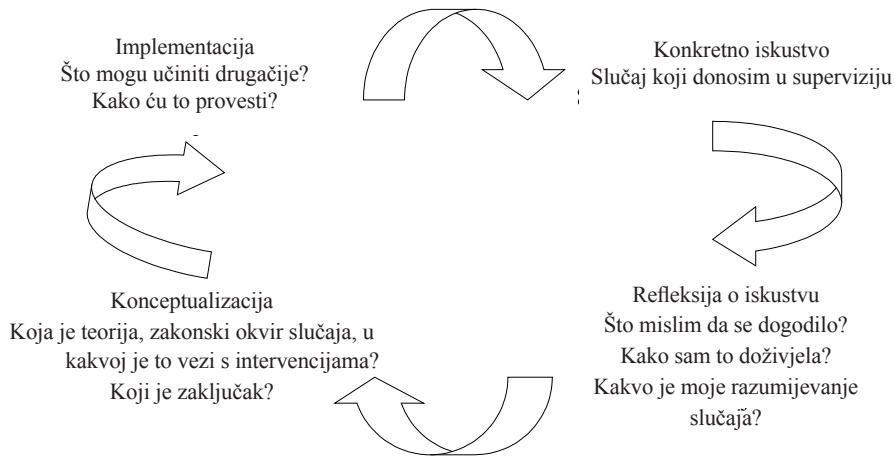 Implementacija
Što mogu učiniti drugačije?
Kako ću to provesti?
Konkretno iskustvo
Slučaj koji donosim u superviziju
Refleksija o iskustvu
Što mislim da se dogodilo?
Kako sam to doživjela?
Kakvo je moje razumijevanje
slučaja?
Konceptualizacija
Koja je teorija, zakonski okvir slučaja, u
kakvoj je to vezi s intervencijama?
Koji je zaključak?